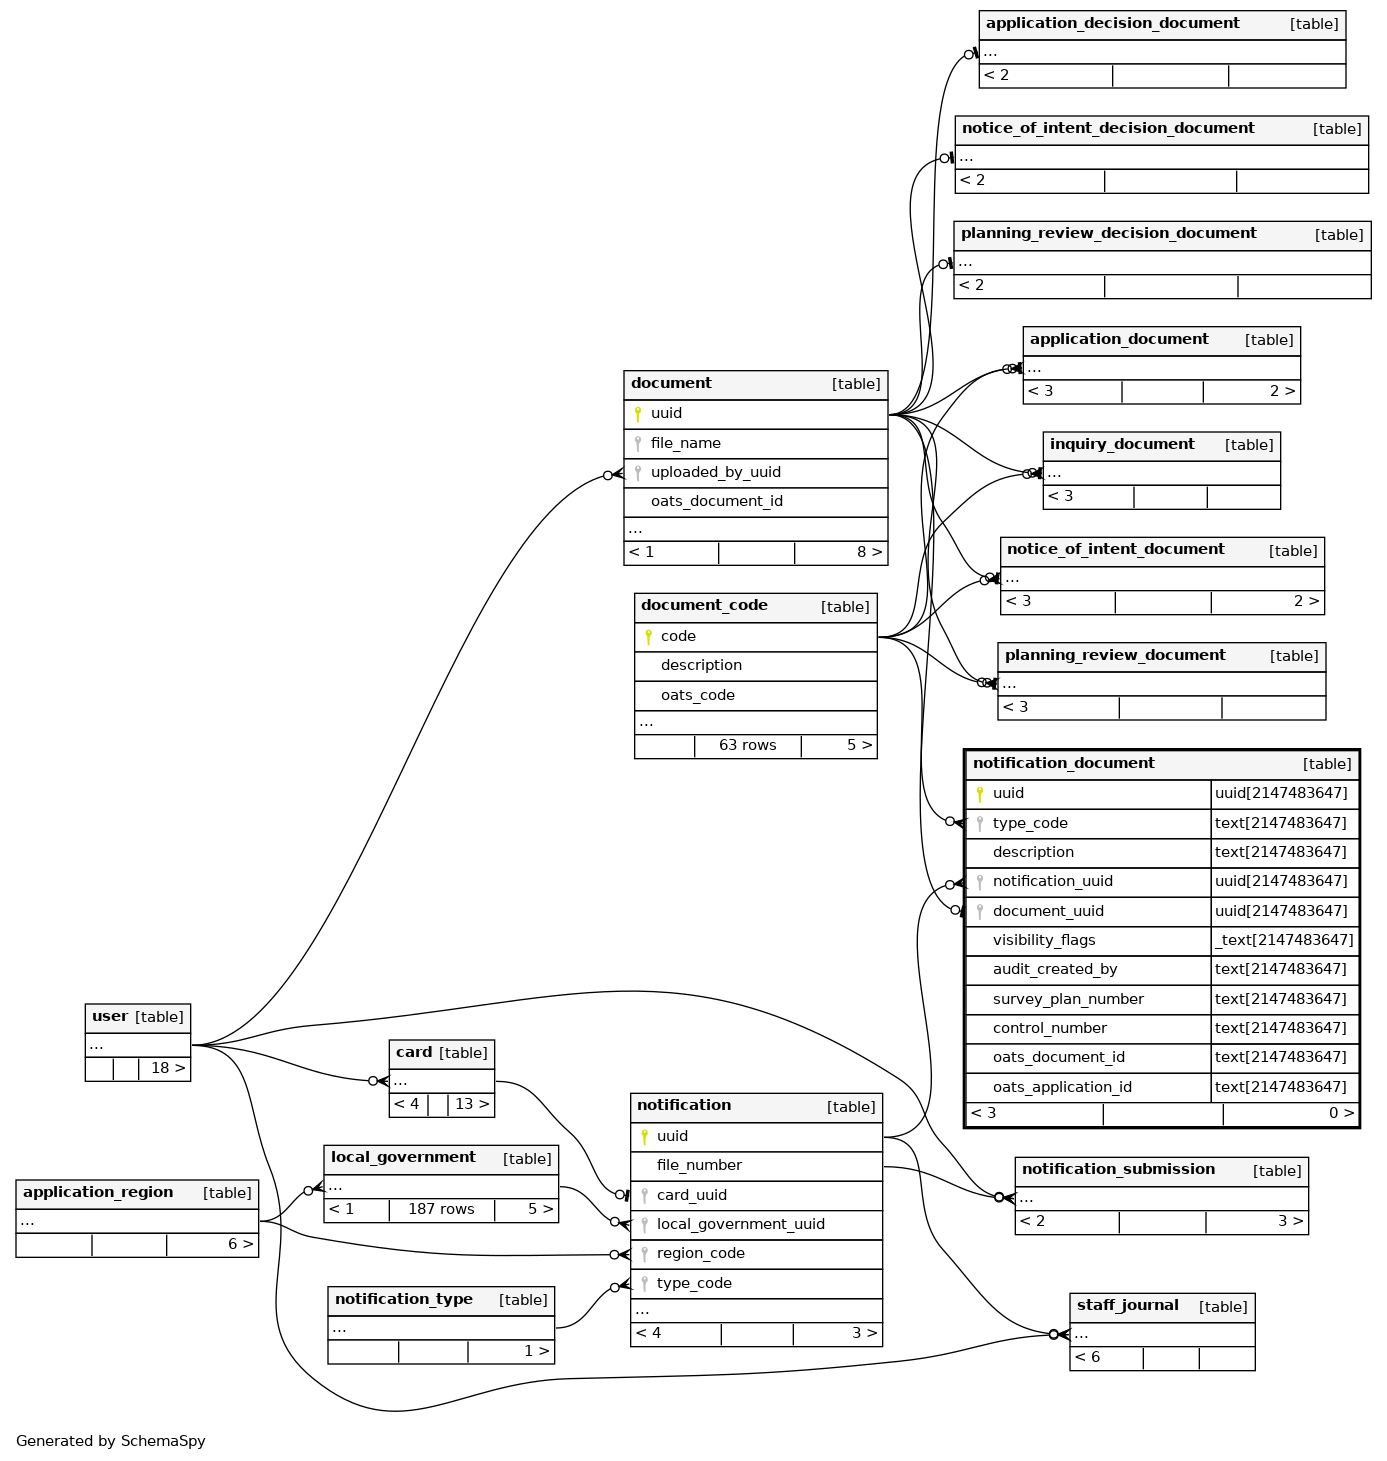 application_decision_document [table]
...
< 2
notice_of_intent_decision_document [table]
...
< 2
planning_review_decision_document [table]
...
< 2
application_document [table]
...
< 3 2 >
document [table]
uuid
file_name
uploaded_by_uuid
oats_document_id
...
< 1 8 >
inquiry_document [table]
...
< 3
notice_of_intent_document [table]
...
< 3 2 >
document_code [table]
code
description
oats_code
...
63 rows 5 >
planning_review_document [table]
...
< 3
notification_document [table]
uuid uuid[2147483647]
type_code text[2147483647]
description text[2147483647]
notification_uuid uuid[2147483647]
document_uuid uuid[2147483647]
visibility_flags _text[2147483647]
audit_created_by text[2147483647]
survey_plan_number text[2147483647]
control_number text[2147483647]
oats_document_id text[2147483647]
oats_application_id text[2147483647]
< 3 0 >
user [table]
...
18 >
card [table]
...
< 4 13 >
local_government [table]
...
< 1 187 rows 5 >
application_region [table]
...
6 >
notification_type [table]
...
1 >
notification [table]
uuid
file_number
card_uuid
local_government_uuid
region_code
type_code
...
< 4 3 >
notification_submission [table]
...
< 2 3 >
staff_journal [table]
...
< 6
Generated by SchemaSpy